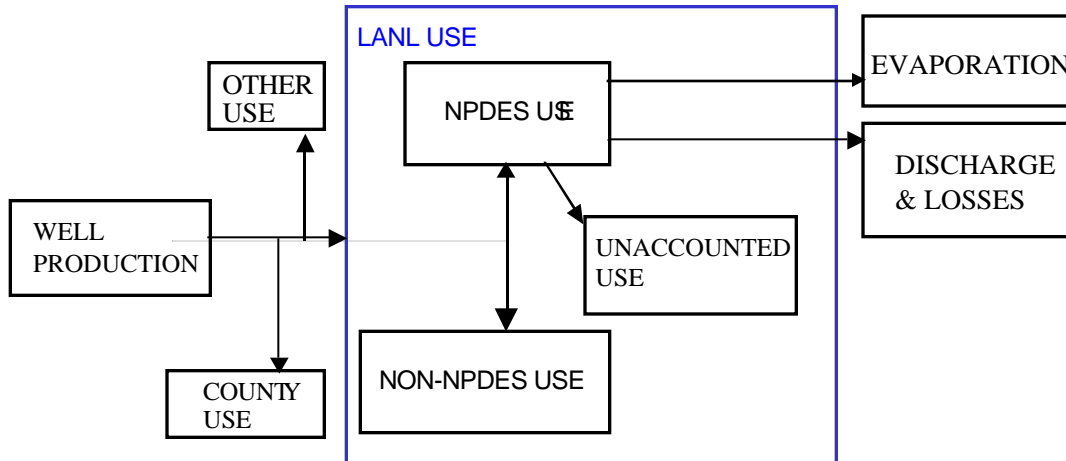 LANL USE
EVAPORATION
OTHER
USE
NPDES USE
DISCHARGE
& LOSSES
WELL
PRODUCTION
UNACCOUNTED
USE
NON-NPDES USE
COUNTY
USE